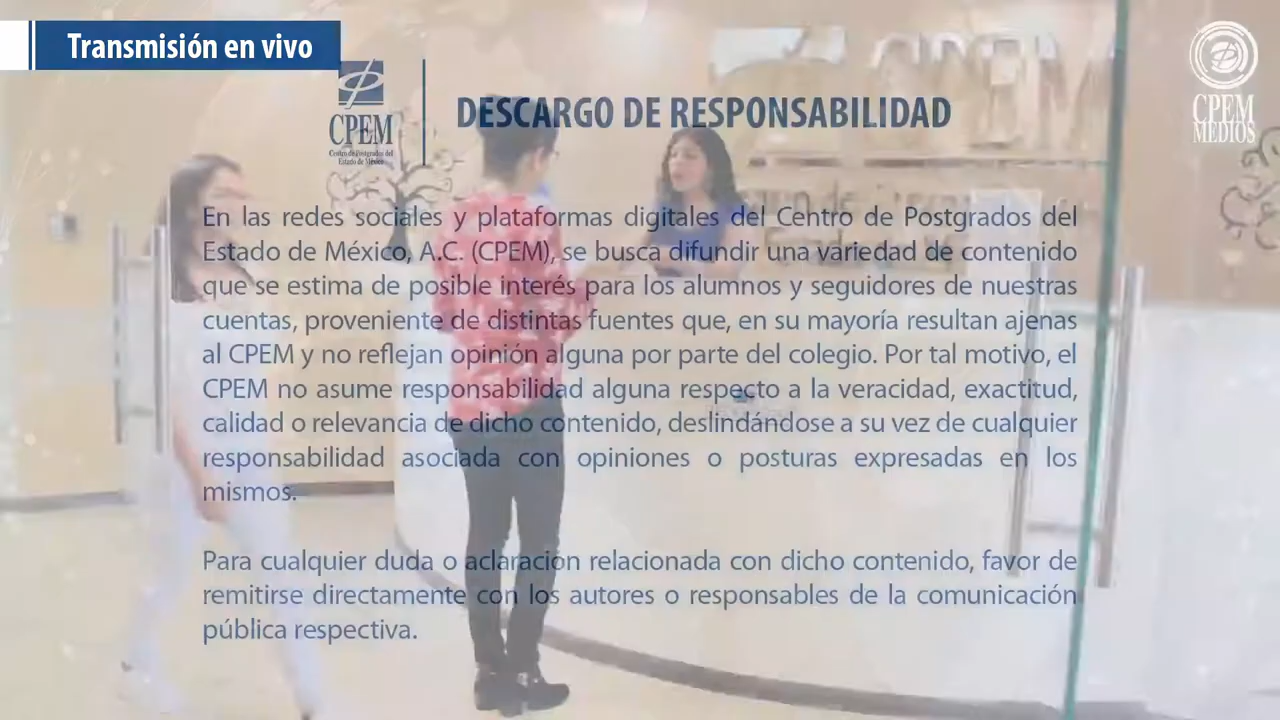 Transmisión en vivo
CPEM
MEDIOS
CPEM
Centro de Postgrados del
Estado de México
DESCARGO DE RESPONSABILIDAD
CPEM
En las redes sociales y plataformas digitales del Centro de Postgrados del
Estado de México, A.C. (CPEM), se busca difundir una variedad de contenido
que se estima de posible interés para los alumnos y seguidores de nuestras
cuentas, proveniente de distintas fuentes que, en su mayoría resultan ajenas
al CPEM y no reflejan opinión alguna por parte del colegio. Por tal motivo, el
CPEM no asume responsabilidad alguna respecto a la veracidad, exactitud,
calidad o relevancia de dicho contenido, deslindándose a su vez de cualquier
responsabilidad asociada con opiniones o posturas expresadas en los
mismos.
Para cualquier duda o aclaración relacionada con dicho contenido, favor de
remitirse directamente con los autores o responsables de la comunicación
pública respectiva.